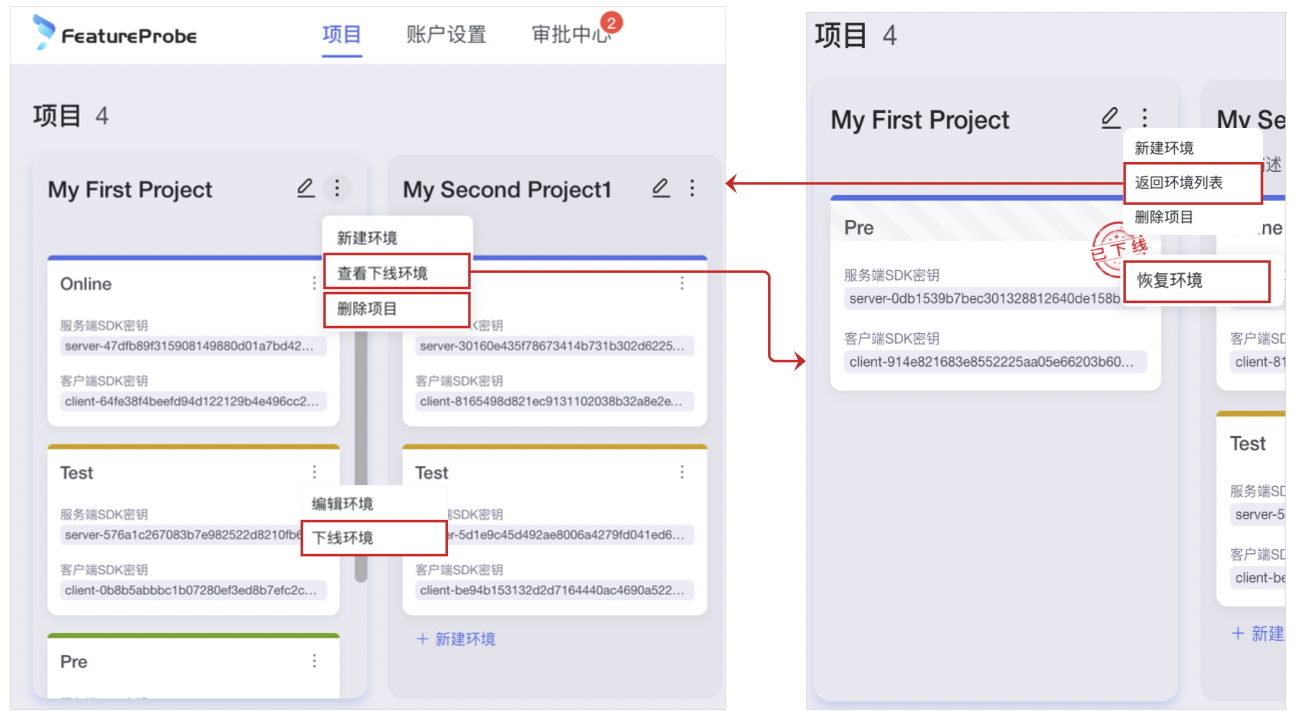 FeatureProbe
项目
账户设置
审批中心
2
项目 4
My First Project
新建环境
查看下线环境
删除项目
Online
服务端SDK密钥
server-47dfb89f315908149880d01a7bd42...
客户端SDK密钥
client-64fe38f4beefd94d122129b4e496cc2...
Test
编辑环境
下线环境
服务端SDK密钥
server-576a1c267083b7e982522d8210fb6
客户端SDK密钥
client-0b8b5abbbc1b07280ef3ed8b7efc2c...
Pre
My Second Project1
SDK密钥
server-30160e435f78673414b731b302d6225...
客户端SDK密钥
client-8165498d821ec9131102038b32a8e2e...
Test
SDK密钥
er-5d1e9c45d492ae8006a4279fd041ed6...
客户端SDK密钥
client-be94b153132d2d7164440ac4690a522...
+ 新建环境
项目 4
My First Project
新建环境
返回环境列表
删除项目
Pre
已下线
恢复环境
服务端SDK密钥
server-0db1539b7bec301328812640de158b
客户端SDK密钥
client-914e821683e8552225aa05e66203b60...
My Se
述
ne
客户端SD
client-81
Test
服务端SD
server-5
客户端SD
client-be
+ 新建